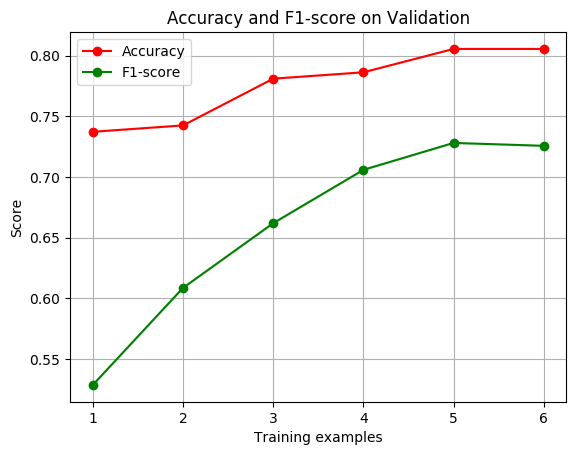 Accuracy and F1-score on Validation
Accuracy
F1-score
0.80
0.75
0.70
0.65
0.60
0.55
Score
1 2 3 4 5 6
Training examples